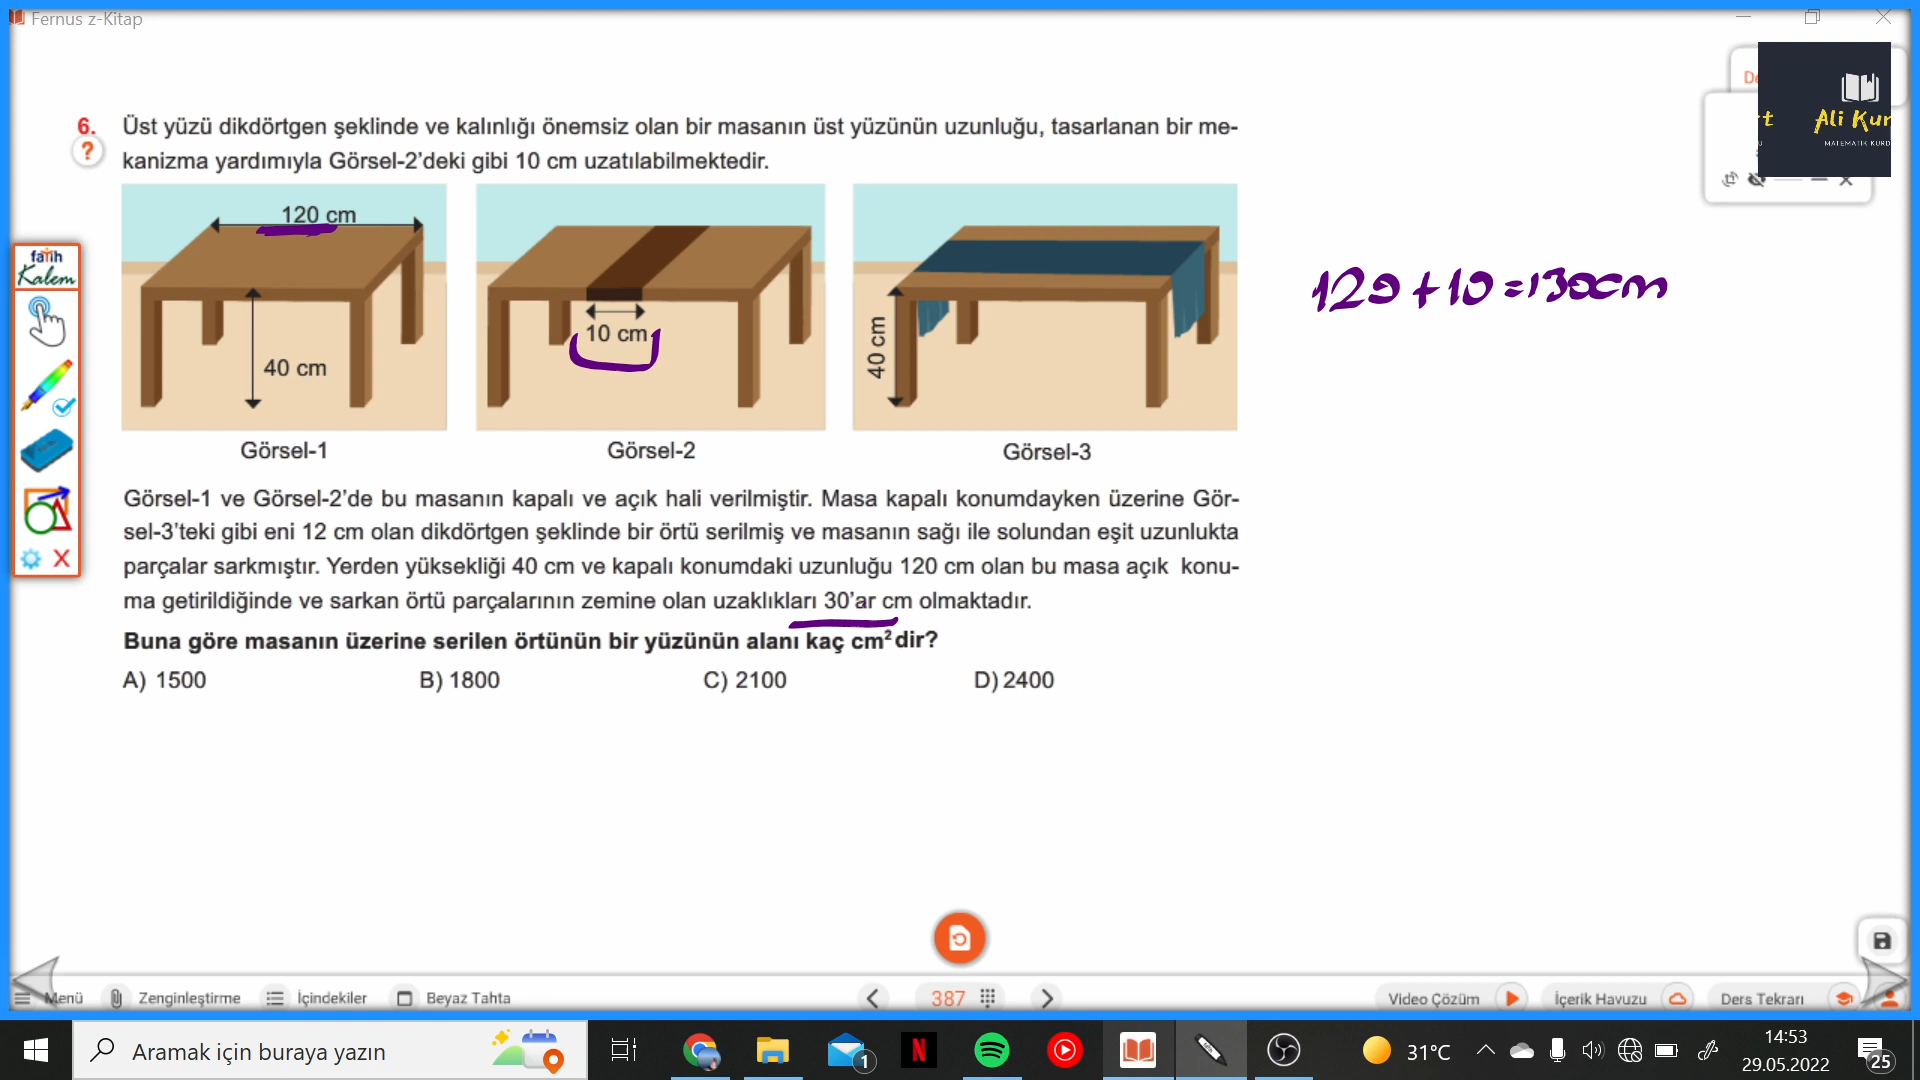 Fernus z-Kitap
De
t Ali Kur
U MATEMATİK KURD
6. Üst yüzü dikdörtgen şeklinde ve kalınlığı önemsiz olan bir masanın üst yüzünün uzunluğu, tasarlanan bir me-
? kanizma yardımıyla Görsel-2’deki gibi 10 cm uzatılabilmektedir.
120 cm
40 cm
10 cm
40 cm
Görsel-1
Görsel-2
Görsel-3
120 + 10 = 130cm
fatih
Kalem
Görsel-1 ve Görsel-2’de bu masanın kapalı ve açık hali verilmiştir. Masa kapalı konumdayken üzerine Gör-
sel-3’teki gibi eni 12 cm olan dikdörtgen şeklinde bir örtü serilmiş ve masanın sağı ile solundan eşit uzunlukta
parçalar sarkmıştır. Yerden yüksekliği 40 cm ve kapalı konumdaki uzunluğu 120 cm olan bu masa açık konu-
ma getirildiğinde ve sarkan örtü parçalarının zemine olan uzaklıkları 30’ar cm olmaktadır.
Buna göre masanın üzerine serilen örtünün bir yüzünün alanı kaç cm² dir?
A) 1500 B) 1800 C) 2100 D) 2400
Menü Zenginleştirme İçindekiler Beyaz Tahta 387 Video Çözüm İçerik Havuzu Ders Tekrarı
Aramak için buraya yazın
1
N
31°C
14:53
29.05.2022
25